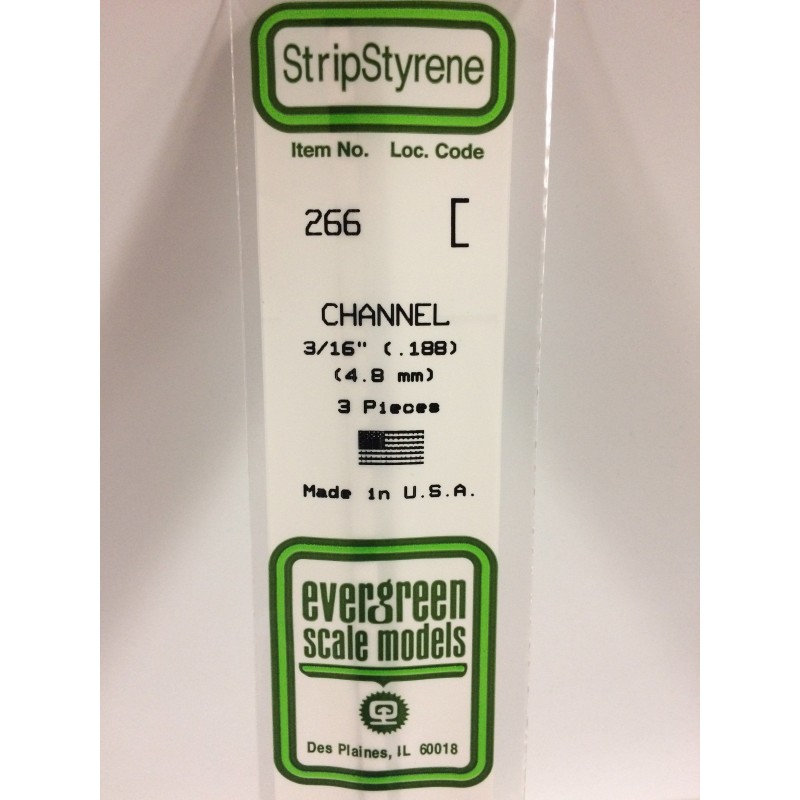 StripStyrene
Item No. Loc. Code
266 [
CHANNEL
3/16" (.188)
(4.8 mm)
3 Pieces
Made in U.S.A.
evergreen
scale models
Des Plaines, IL 60018